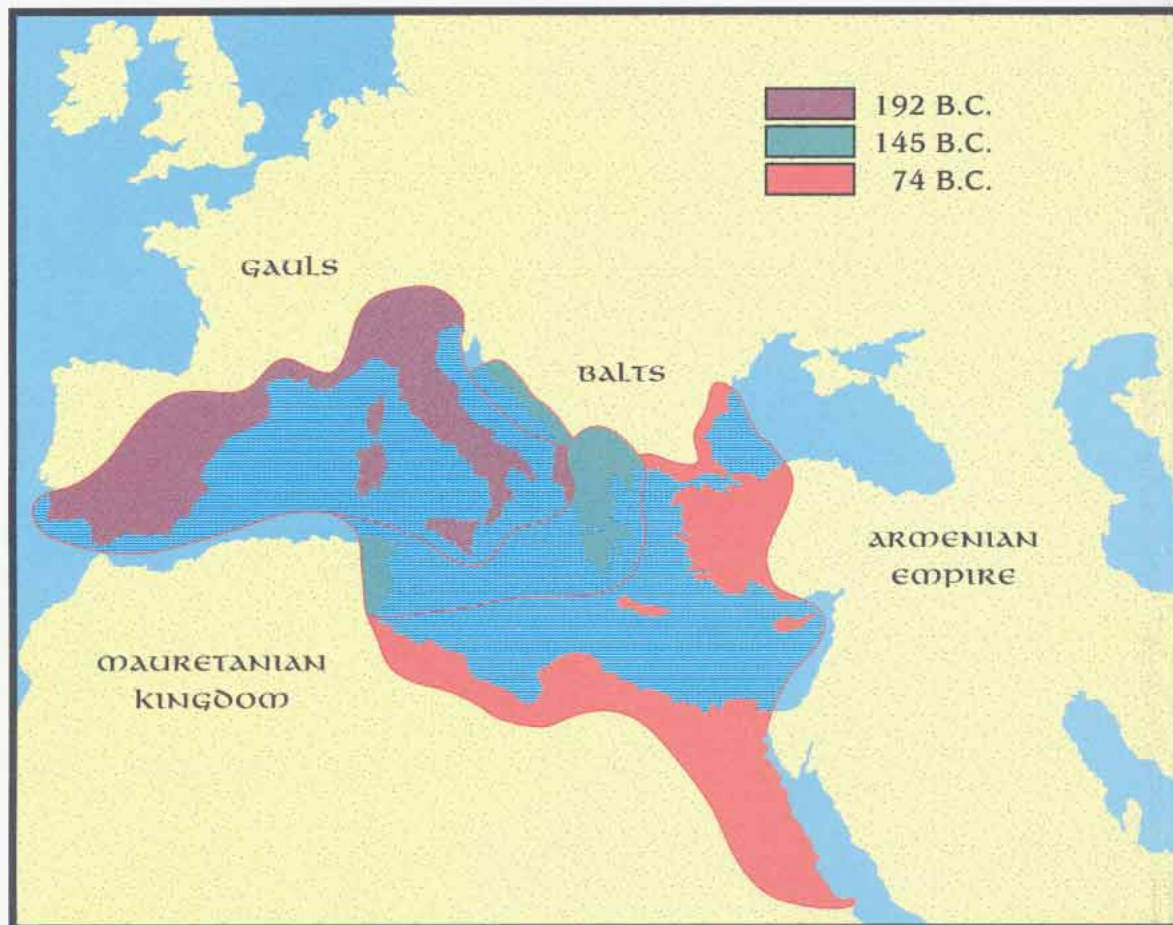 192 B.C.
145 B.C.
74 B.C.
GAULS
BALTS
ARMENIAN
EMPIRE
MAURETANIAN
KINGDOM